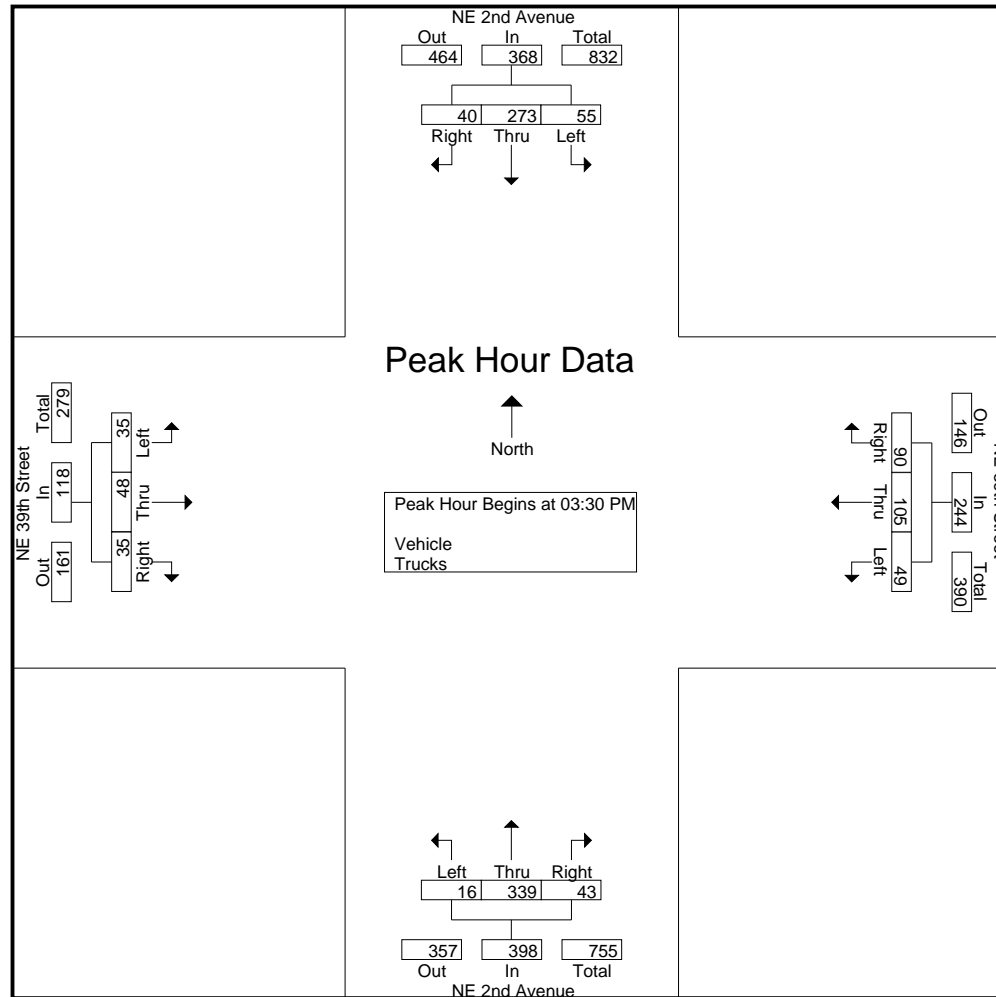 NE 2nd Avenue
Out In Total
464 368 832
40 273 55
Right Thru Left
Peak Hour Data
North
Peak Hour Begins at 03:30 PM
Vehicle
Trucks
NE 39th Street
Out In Total
161 118 279
35 48 35
Right Thru Left
Out In Total
146 244 390
90 105 49
Right Thru Left
Left Thru Right
16 339 43
357 398 755
Out In Total
NE 2nd Avenue